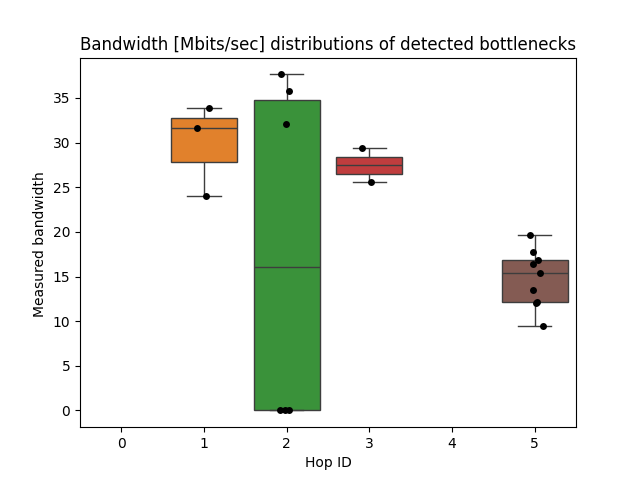 Bandwidth [Mbits/sec] distributions of detected bottlenecks
Measured bandwidth
35
30
25
20
15
10
5
0
0 1 2 3 4 5
Hop ID